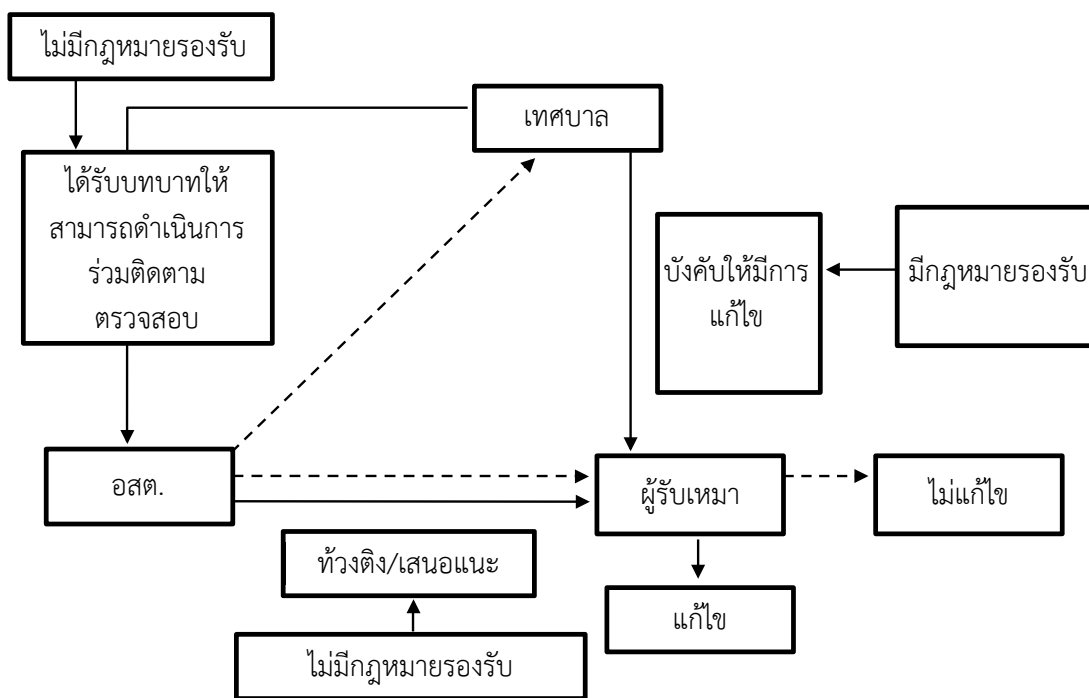 ไม่มีกฎหมายรองรับ
เทศบาล
ได้รับบทบาทให้
สามารถดำเนินการ
ร่วมติดตาม
ตรวจสอบ
บังคับให้มีการ
แก้ไข
มีกฎหมายรองรับ
อสต.
ผู้รับเหมา
ไม่แก้ไข
ท้วงติง/เสนอแนะ
แก้ไข
ไม่มีกฎหมายรองรับ